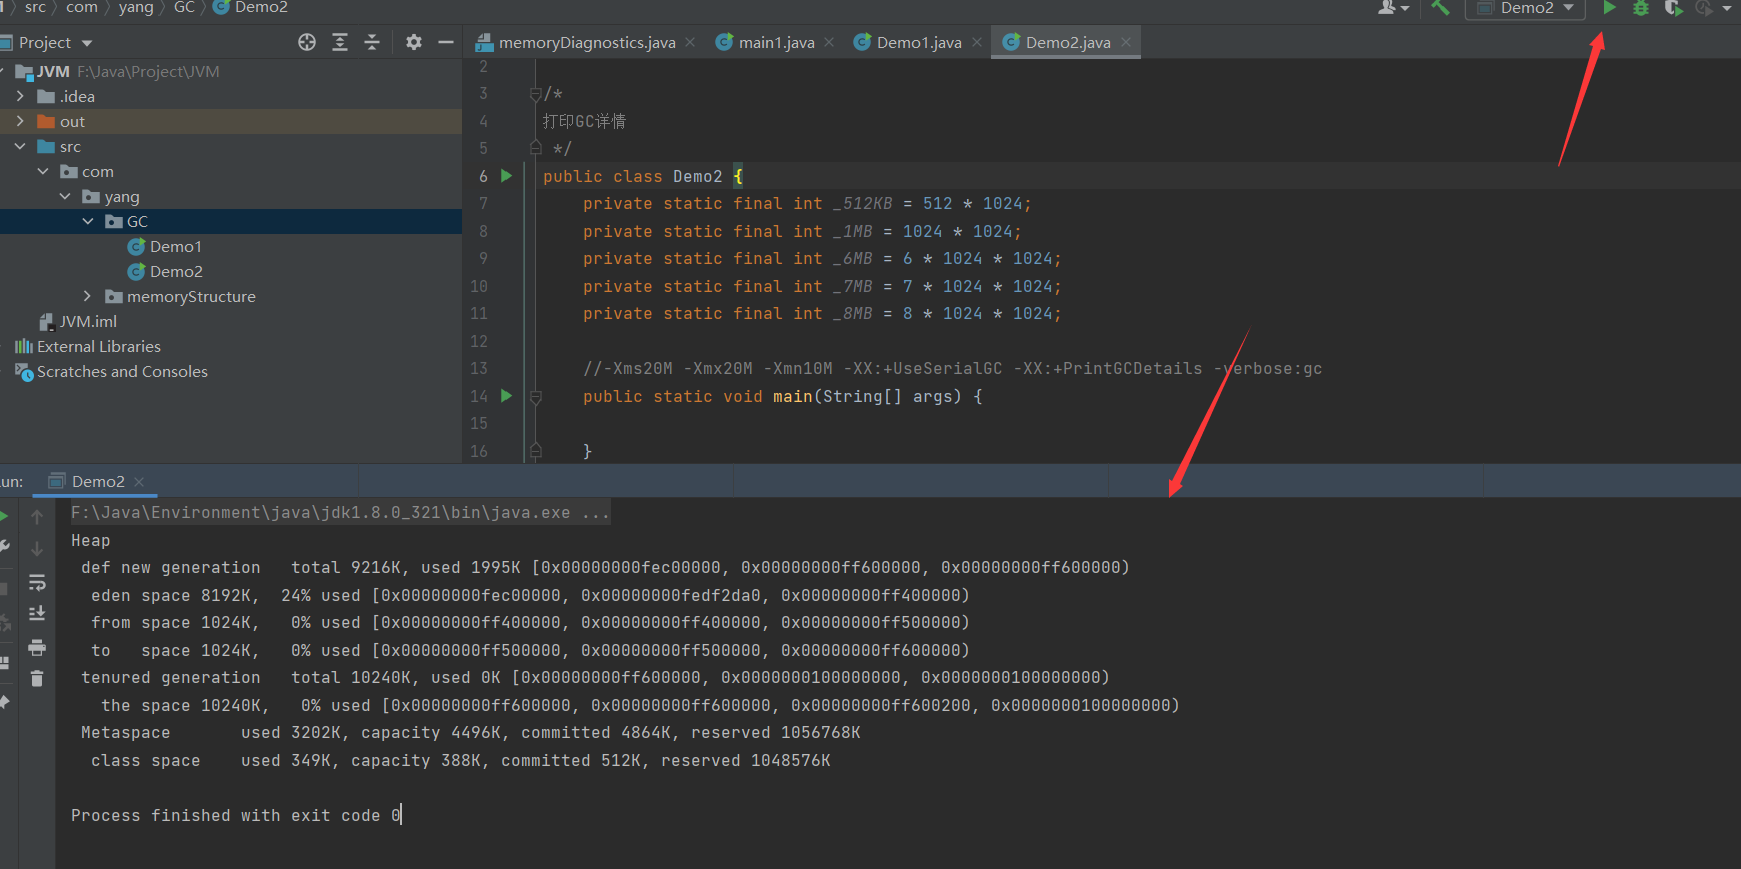 src com yang GC Demo2
Demo2
Project
memoryDiagnostics.java main1.java Demo1.java Demo2.java
JVM F:\Java\Project\JVM
.idea
out
src
com
yang
GC
Demo1
Demo2
memoryStructure
JVM.iml
External Libraries
Scratches and Consoles
2
3 /*
4 打印GC详情
5 */
6 public class Demo2 {
7 private static final int _512KB = 512 * 1024;
8 private static final int _1MB = 1024 * 1024;
9 private static final int _6MB = 6 * 1024 * 1024;
10 private static final int _7MB = 7 * 1024 * 1024;
11 private static final int _8MB = 8 * 1024 * 1024;
12
13 //-Xms20M -Xmx20M -Xmn10M -XX:+UseSerialGC -XX:+PrintGCDetails -verbose:gc
14 public static void main(String[] args) {
15
16 }
un: Demo2
F:\Java\Environment\java\jdk1.8.0_321\bin\java.exe ...
Heap
def new generation total 9216K, used 1995K [0x00000000fec00000, 0x00000000ff600000, 0x00000000ff600000)
eden space 8192K, 24% used [0x00000000fec00000, 0x00000000fedf2da0, 0x00000000ff400000)
from space 1024K, 0% used [0x00000000ff400000, 0x00000000ff400000, 0x00000000ff500000)
to space 1024K, 0% used [0x00000000ff500000, 0x00000000ff500000, 0x00000000ff600000)
tenured generation total 10240K, used 0K [0x00000000ff600000, 0x0000000100000000, 0x0000000100000000)
the space 10240K, 0% used [0x00000000ff600000, 0x00000000ff600000, 0x00000000ff600200, 0x0000000100000000)
Metaspace used 3202K, capacity 4496K, committed 4864K, reserved 1056768K
class space used 349K, capacity 388K, committed 512K, reserved 1048576K
Process finished with exit code 0